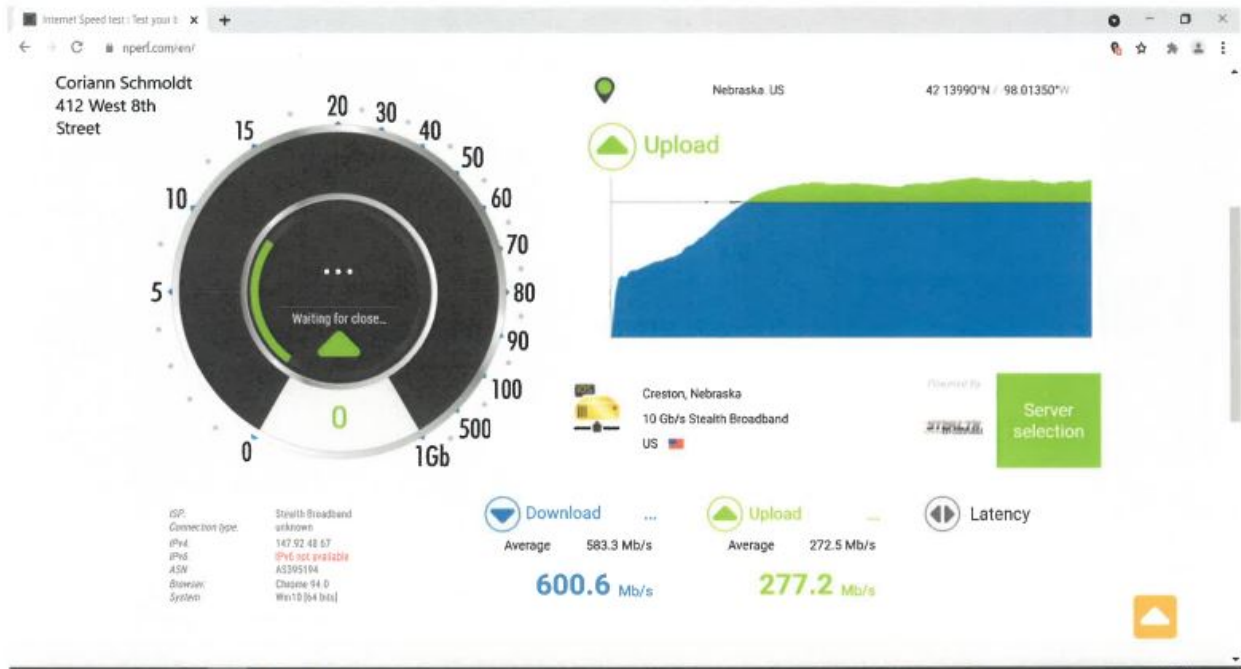 Internet Speed test : Test your b
nperf.com/en/
Coriann Schmoldt
412 West 8th
Street
0
5
10
15
20
30
40
50
60
70
80
90
100
500
1Gb
...
Waiting for close...
0
Nebraska US
42 13990°N / 98.01350°W
Upload
Creston, Nebraska
10 Gb/s Stealth Broadband
US
Powered By
Server
selection
ISP: Stealth Broadband
Connection type: unknown
IPv4: 147.92.48.67
IPv6: IPv6 not available
ASN AS395194
Browser: Chrome 94.0
System: Win10 [64 bits]
Download ...
Average 583.3 Mb/s
600.6 Mb/s
Upload ...
Average 272.5 Mb/s
277.2 Mb/s
Latency